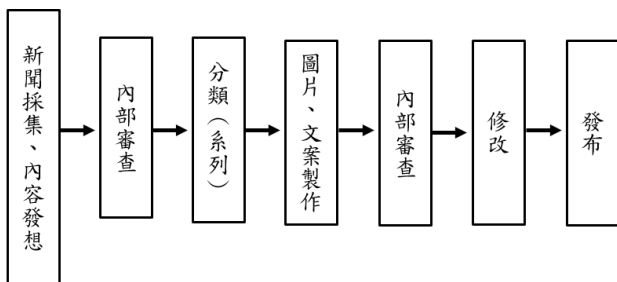 新聞採集、內容發想
內部審查
分類（系列）
圖片、文案製作
內部審查
修改
發布